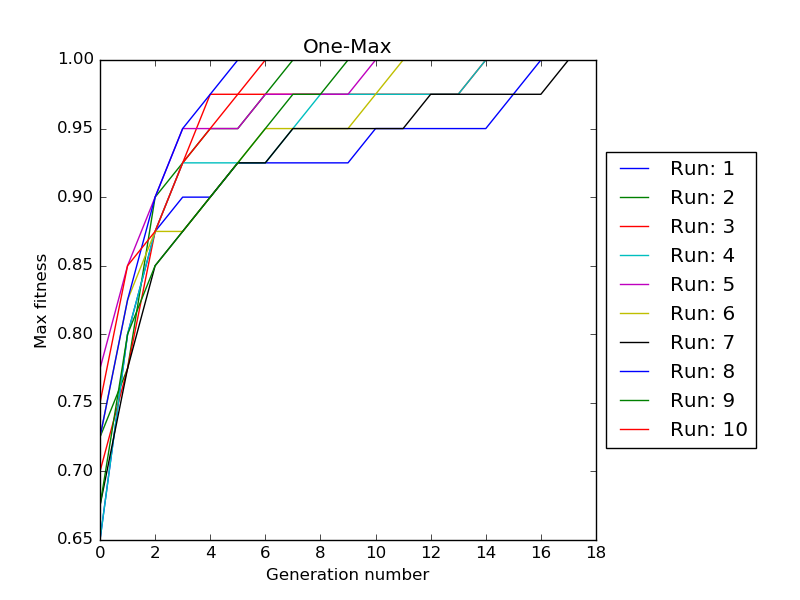 One-Max
1.00
0.95
0.90
0.85
0.80
0.75
0.70
0.65
Max fitness
0 2 4 6 8 10 12 14 16 18
Generation number
Run: 1
Run: 2
Run: 3
Run: 4
Run: 5
Run: 6
Run: 7
Run: 8
Run: 9
Run: 10